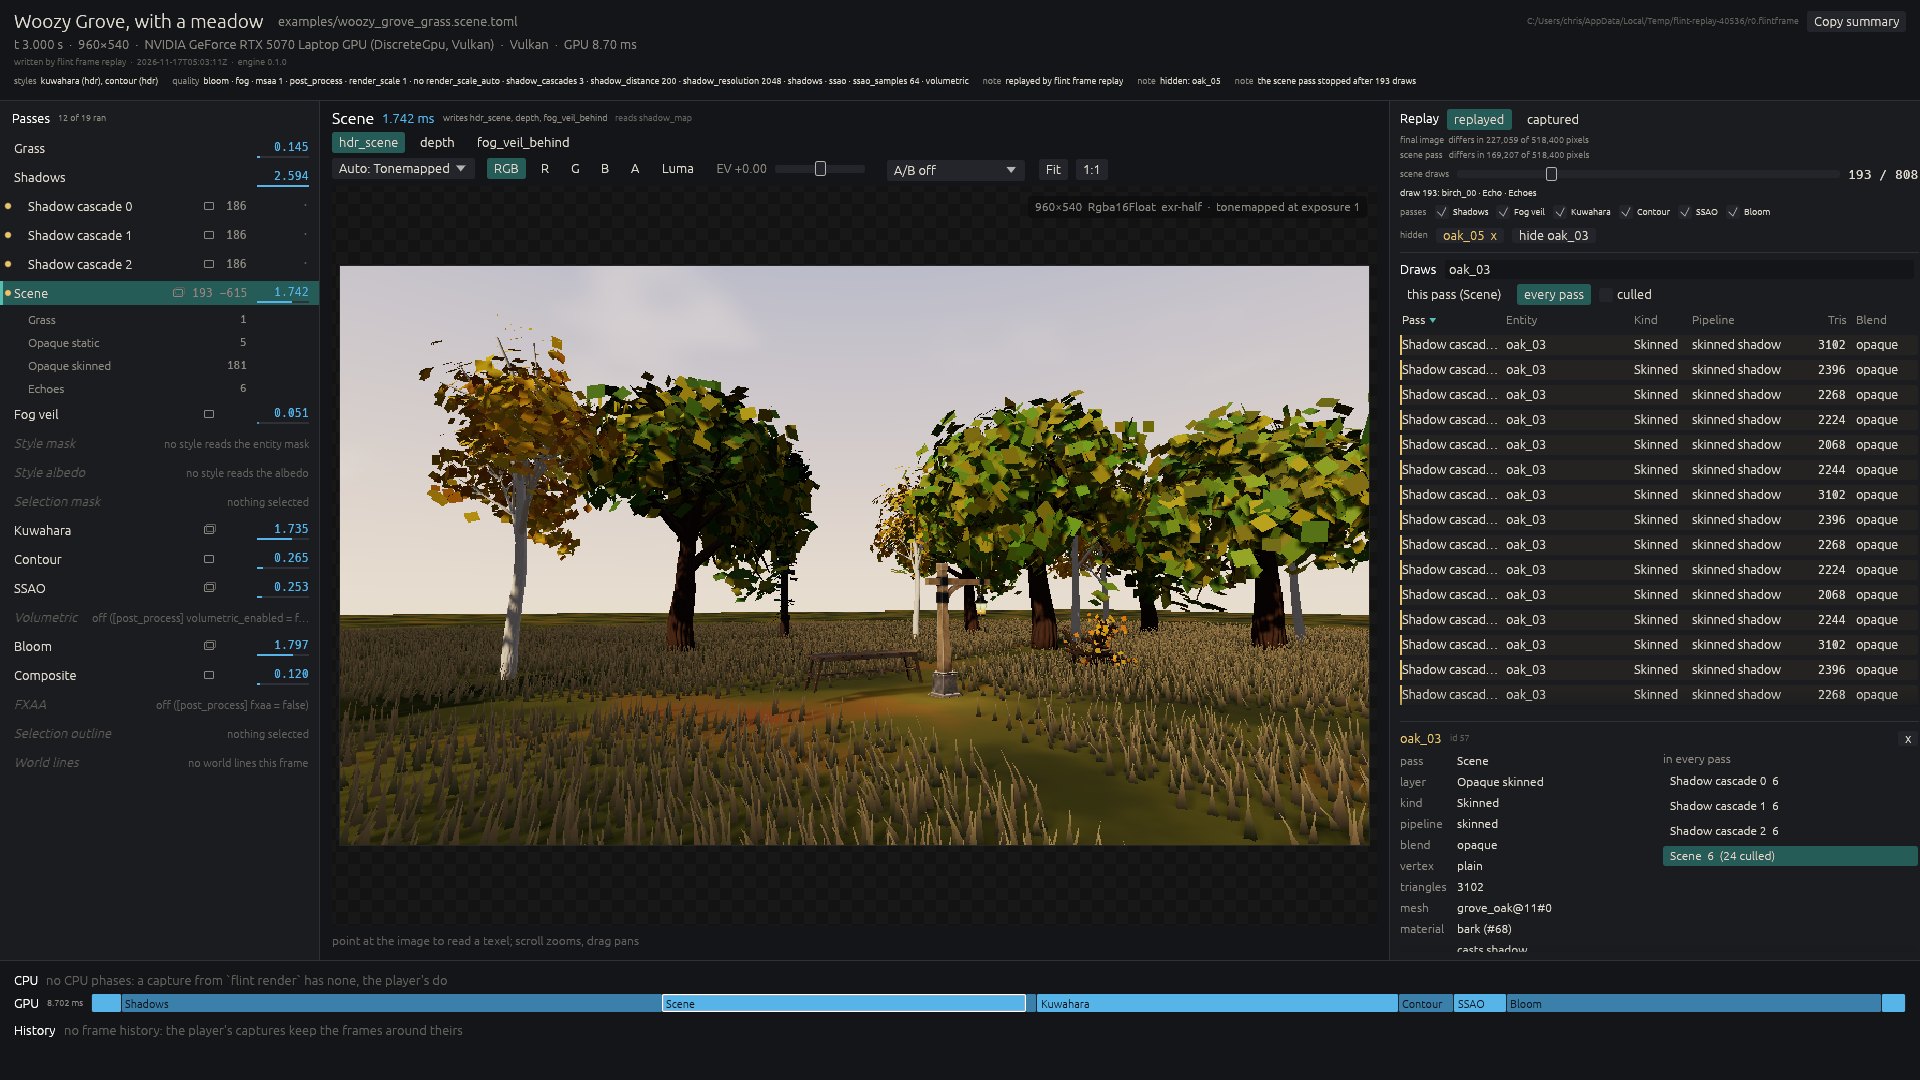 Woozy Grove, with a meadow examples/woozy_grove_grass.scene.toml
C:/Users/chris/AppData/Local/Temp/flint-replay-40536/r0.flintframe Copy summary
t 3.000 s · 960×540 · NVIDIA GeForce RTX 5070 Laptop GPU (DiscreteGpu, Vulkan) · Vulkan · GPU 8.70 ms
written by flint frame replay · 2026-11-17T05:03:11Z · engine 0.1.0
styles kuwahara (hdr), contour (hdr) quality bloom · fog · msaa 1 · post_process · render_scale 1 · no render_scale_auto · shadow_cascades 3 · shadow_distance 200 · shadow_resolution 2048 · shadows · ssao · ssao_samples 64 · volumetric note replayed by flint frame replay note hidden: oak_05 note the scene pass stopped after 193 draws
Passes 12 of 19 ran
Grass 0.145
Shadows 2.594
Shadow cascade 0 186 ·
Shadow cascade 1 186 ·
Shadow cascade 2 186 ·
Scene 193 −615 1.742
Grass 1
Opaque static 5
Opaque skinned 181
Echoes 6
Fog veil 0.051
Style mask no style reads the entity mask
Style albedo no style reads the albedo
Selection mask nothing selected
Kuwahara 1.735
Contour 0.265
SSAO 0.253
Volumetric off ([post_process] volumetric_enabled = f...
Bloom 1.797
Composite 0.120
FXAA off ([post_process] fxaa = false)
Selection outline nothing selected
World lines no world lines this frame
Scene 1.742 ms writes hdr_scene, depth, fog_veil_behind reads shadow_map
hdr_scene depth fog_veil_behind
Auto: Tonemapped RGB R G B A Luma EV +0.00 A/B off Fit 1:1
960×540 Rgba16Float exr-half · tonemapped at exposure 1
point at the image to read a texel; scroll zooms, drag pans
Replay replayed captured
final image differs in 227,059 of 518,400 pixels
scene pass differs in 169,207 of 518,400 pixels
scene draws 193 / 808
draw 193: birch_00 · Echo · Echoes
passes Shadows Fog veil Kuwahara Contour SSAO Bloom
hidden oak_05 x hide oak_03
Draws oak_03
this pass (Scene) every pass culled
Pass Entity Kind Pipeline Tris Blend
Shadow cascad... oak_03 Skinned skinned shadow 3102 opaque
Shadow cascad... oak_03 Skinned skinned shadow 2396 opaque
Shadow cascad... oak_03 Skinned skinned shadow 2268 opaque
Shadow cascad... oak_03 Skinned skinned shadow 2224 opaque
Shadow cascad... oak_03 Skinned skinned shadow 2068 opaque
Shadow cascad... oak_03 Skinned skinned shadow 2244 opaque
Shadow cascad... oak_03 Skinned skinned shadow 3102 opaque
Shadow cascad... oak_03 Skinned skinned shadow 2396 opaque
Shadow cascad... oak_03 Skinned skinned shadow 2268 opaque
Shadow cascad... oak_03 Skinned skinned shadow 2224 opaque
Shadow cascad... oak_03 Skinned skinned shadow 2068 opaque
Shadow cascad... oak_03 Skinned skinned shadow 2244 opaque
Shadow cascad... oak_03 Skinned skinned shadow 3102 opaque
Shadow cascad... oak_03 Skinned skinned shadow 2396 opaque
Shadow cascad... oak_03 Skinned skinned shadow 2268 opaque
oak_03 id 57 x
pass Scene
layer Opaque skinned
kind Skinned
pipeline skinned
blend opaque
vertex plain
triangles 3102
mesh grove_oak@11#0
material bark (#68)
casts shadow
in every pass
Shadow cascade 0 6
Shadow cascade 1 6
Shadow cascade 2 6
Scene 6 (24 culled)
CPU no CPU phases: a capture from `flint render` has none, the player's do
GPU 8.702 ms Shadows Scene Kuwahara Contour SSAO Bloom
History no frame history: the player's captures keep the frames around theirs